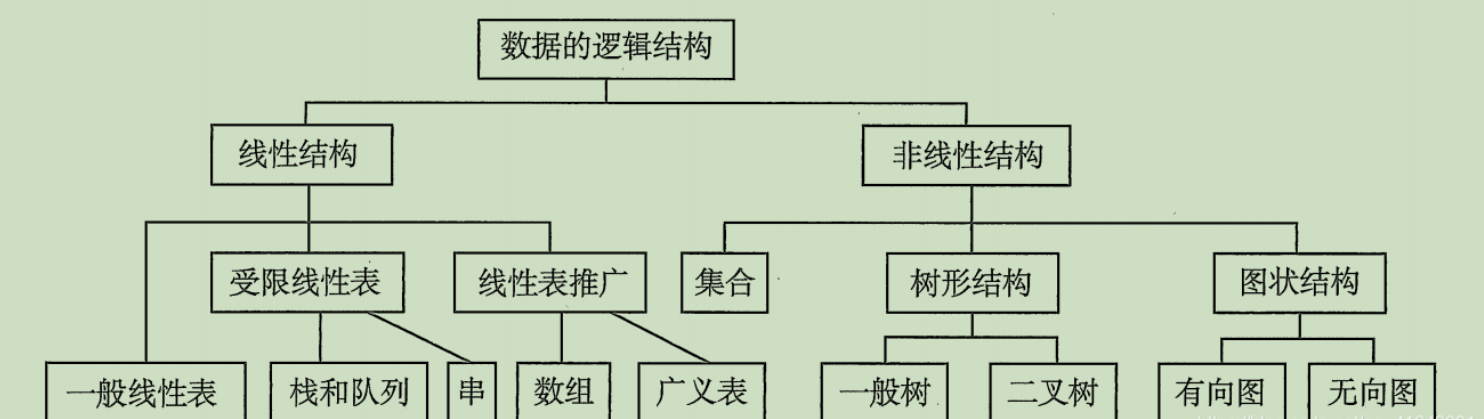 数据的逻辑结构
线性结构
非线性结构
受限线性表
线性表推广
集合
树形结构
图状结构
一般线性表
栈和队列
串
数组
广义表
一般树
二叉树
有向图
无向图